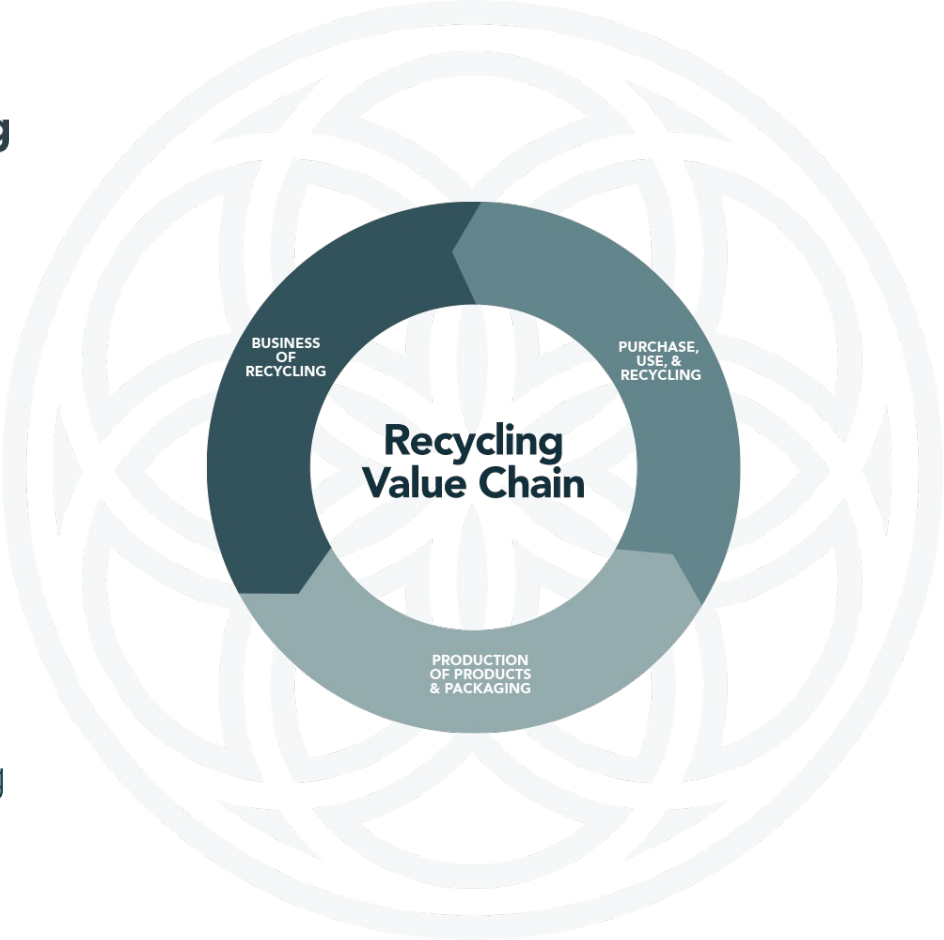 g
BUSINESS
OF
RECYCLING
PURCHASE,
USE, &
RECYCLING
Recycling
Value Chain
PRODUCTION
OF PRODUCTS
& PACKAGING
g